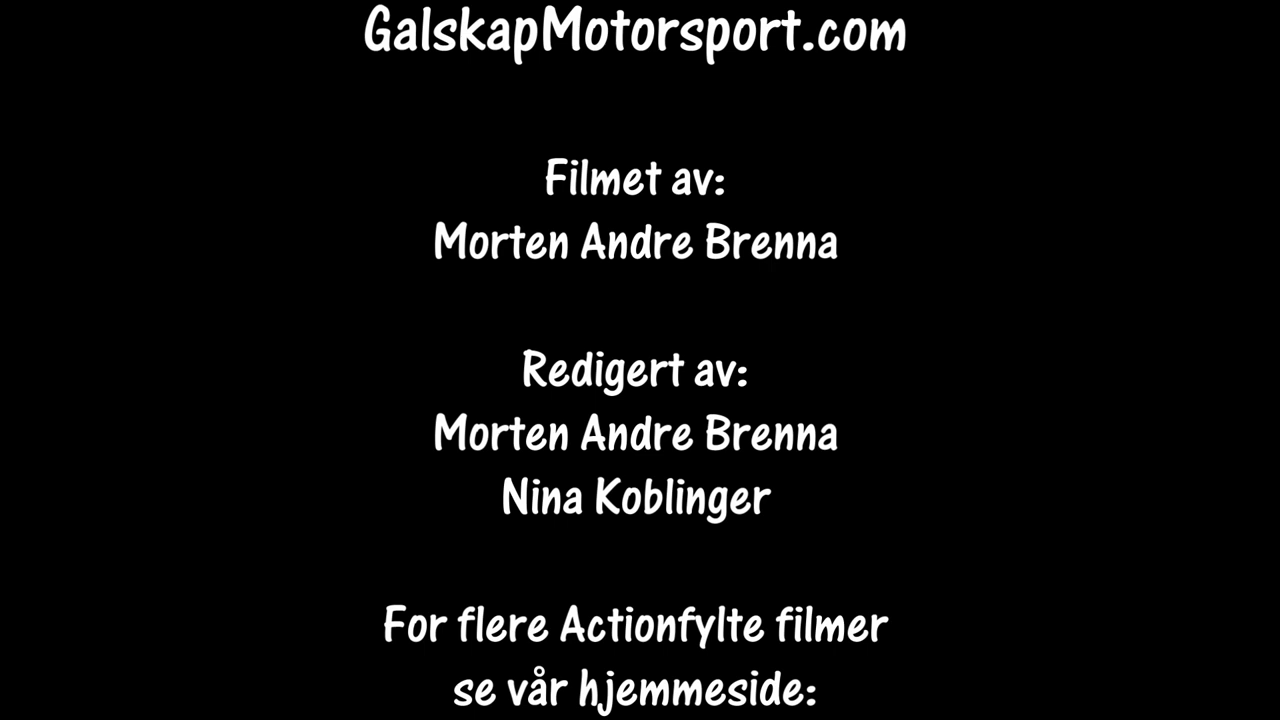 GalskapMotorsport.com
Filmet av:
Morten Andre Brenna
Redigert av:
Morten Andre Brenna
Nina Koblinger
For flere Actionfylte filmer
se vår hjemmeside: